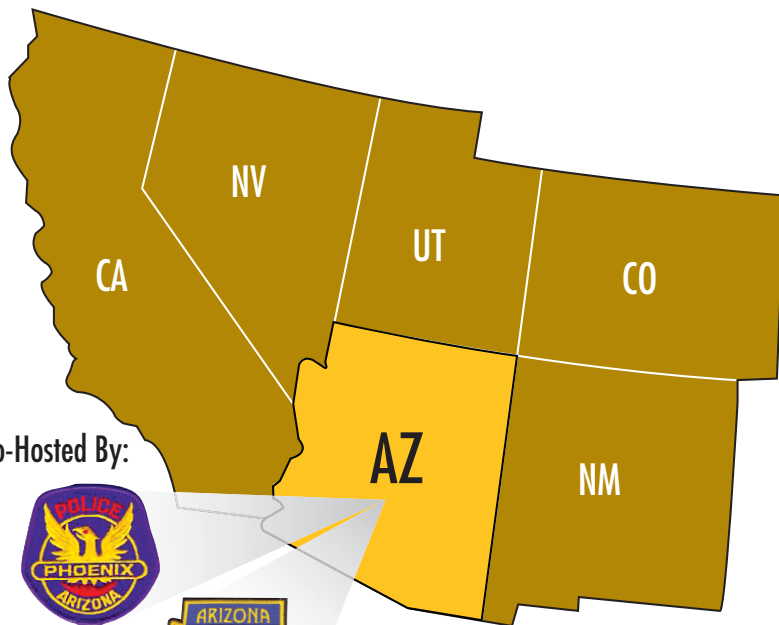 NV
UT
CA
CO
AZ
NM
o-Hosted By:
POLICE
PHOENIX
ARIZONA
ARIZONA